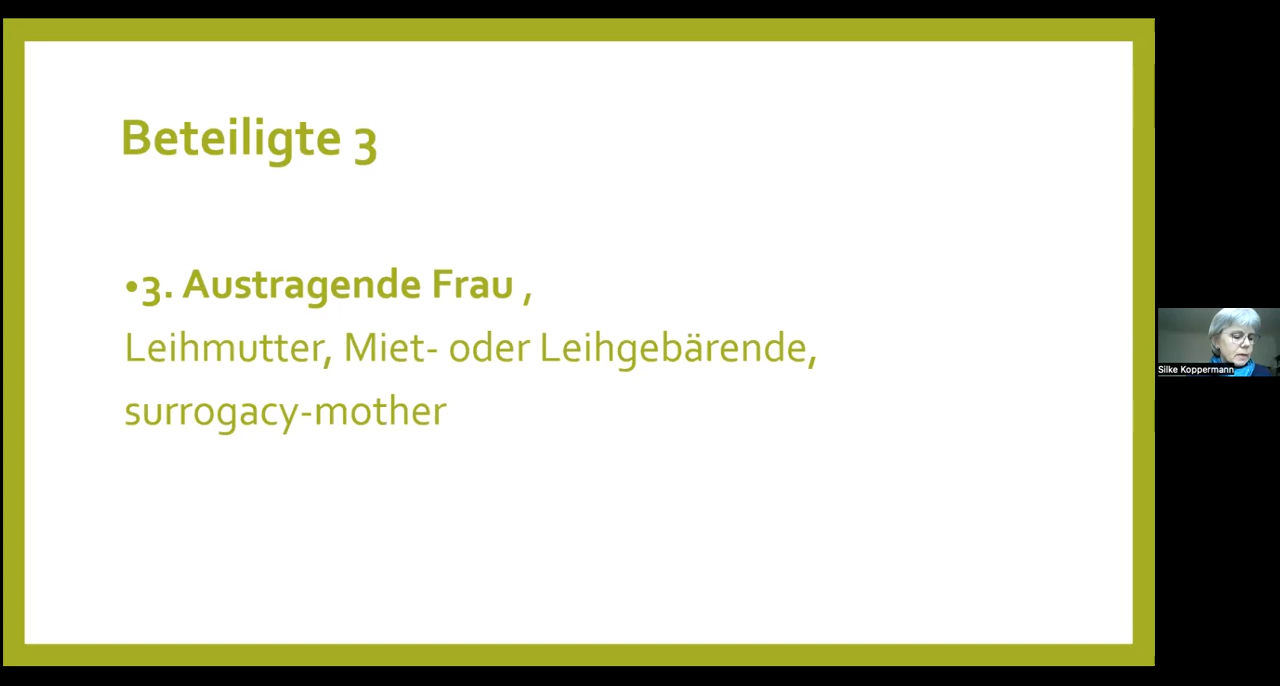 Beteiligte 3
•3. Austragende Frau ,
Leihmutter, Miet- oder Leihgebärende,
surrogacy-mother
Silke Koppermann